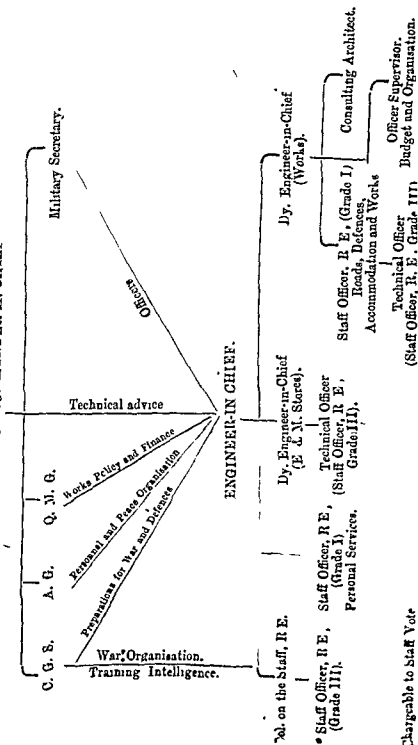 C. G. S.
A. G.
Q. M. G.
Military Secretary.
War Organisation.
Training Intelligence.
Preparations for War and Defences
Personnel and Peace Organisation
Works Policy and Finance
Technical advice
Officers
ENGINEER-IN CHIEF.
on the Staff, R E.
* Staff Officer, R E,
(Grade III).
Staff Officer, R E,
(Grade I)
Personal Services.
Dy. Engineer-in-Chief
(E & M. Stores).
Technical Officer
(Staff Officer, R E,
Grade III).
Dy. Engineer-in-Chief
(Works).
Staff Officer, R E, (Grade I)
Roads, Defences,
Accommodation and Works
Technical Officer
(Staff Officer, R. E, Grade III)
Consulting Architect.
Officer Supervisor.
Budget and Organisation.
Chargeable to Staff Vote